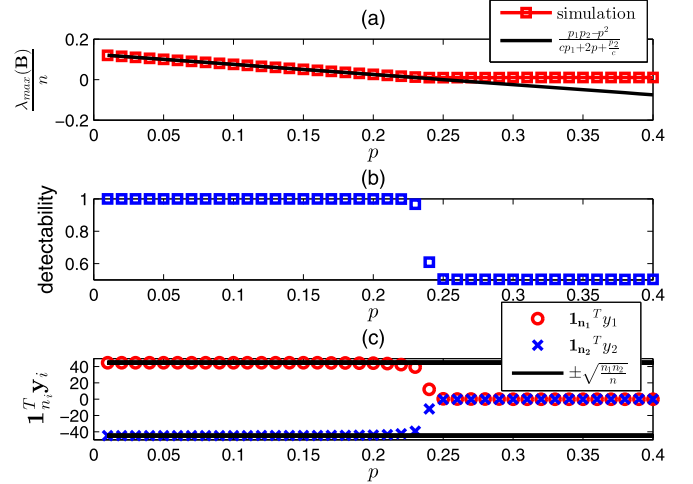 (a)
simulation
\frac{p_1p_2-p^2}{cp_1+2p+\frac{p_2}{c}}
\frac{\lambda_{max}(\mathbf{B})}{n}
0.2
0
−0.2
0 0.05 0.1 0.15 0.2 0.25 0.3 0.35 0.4
p
(b)
detectability
1
0.8
0.6
0 0.05 0.1 0.15 0.2 0.25 0.3 0.35 0.4
p
(c)
\mathbf{1}_{\mathbf{n_1}}{}^T y_1
\mathbf{1}_{\mathbf{n_2}}{}^T y_2
\pm\sqrt{\frac{n_1n_2}{n}}
\mathbf{1}_{n_i}^T\mathbf{y}_i
40
20
0
−20
−40
0 0.05 0.1 0.15 0.2 0.25 0.3 0.35 0.4
p